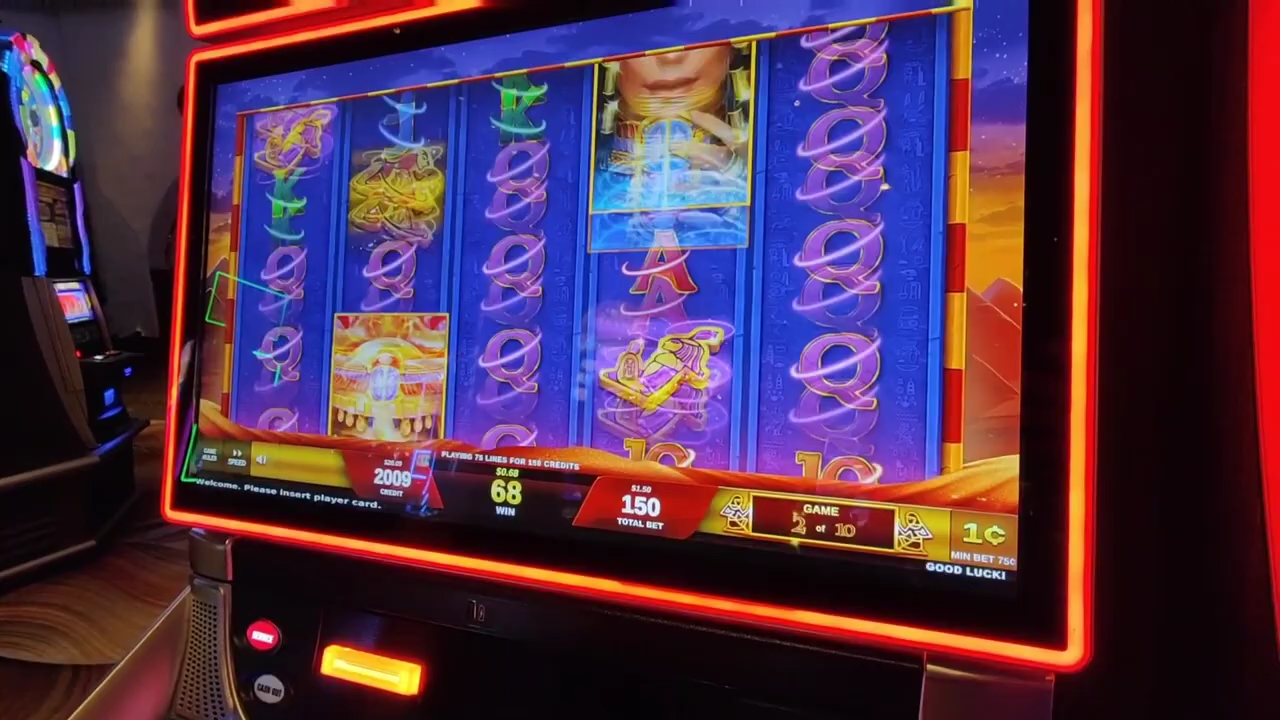 K
K
Q
Q
Q
Q
Q
A
Q
Q
Q
Q
10
10
GAME RULES
SPEED
$20.09
2009
CREDIT
PLAYING 75 LINES FOR 150 CREDITS
$0.68
68
WIN
$1.50
150
TOTAL BET
GAME
2 of 10
1¢
MIN BET 75¢
GOOD LUCK!
Welcome. Please insert player card.
SERVICE
CASH OUT